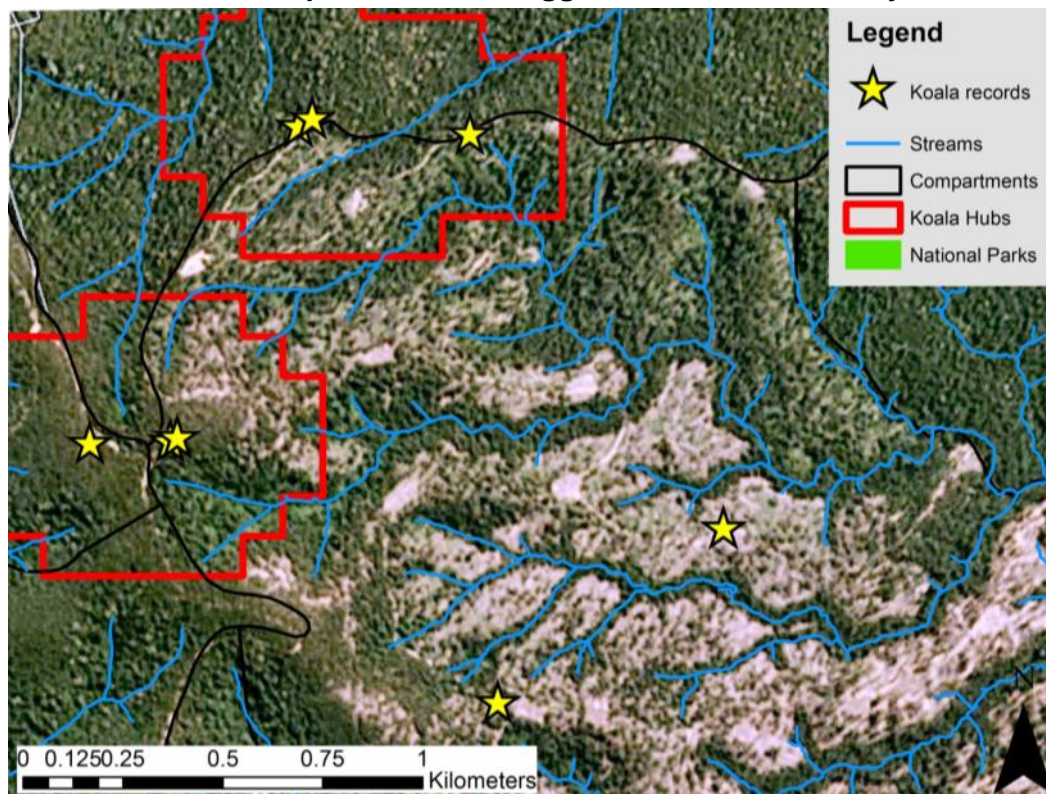 Legend
Koala records
Streams
Compartments
Koala Hubs
National Parks
N
0 0.1250.25 0.5 0.75 1
Kilometers